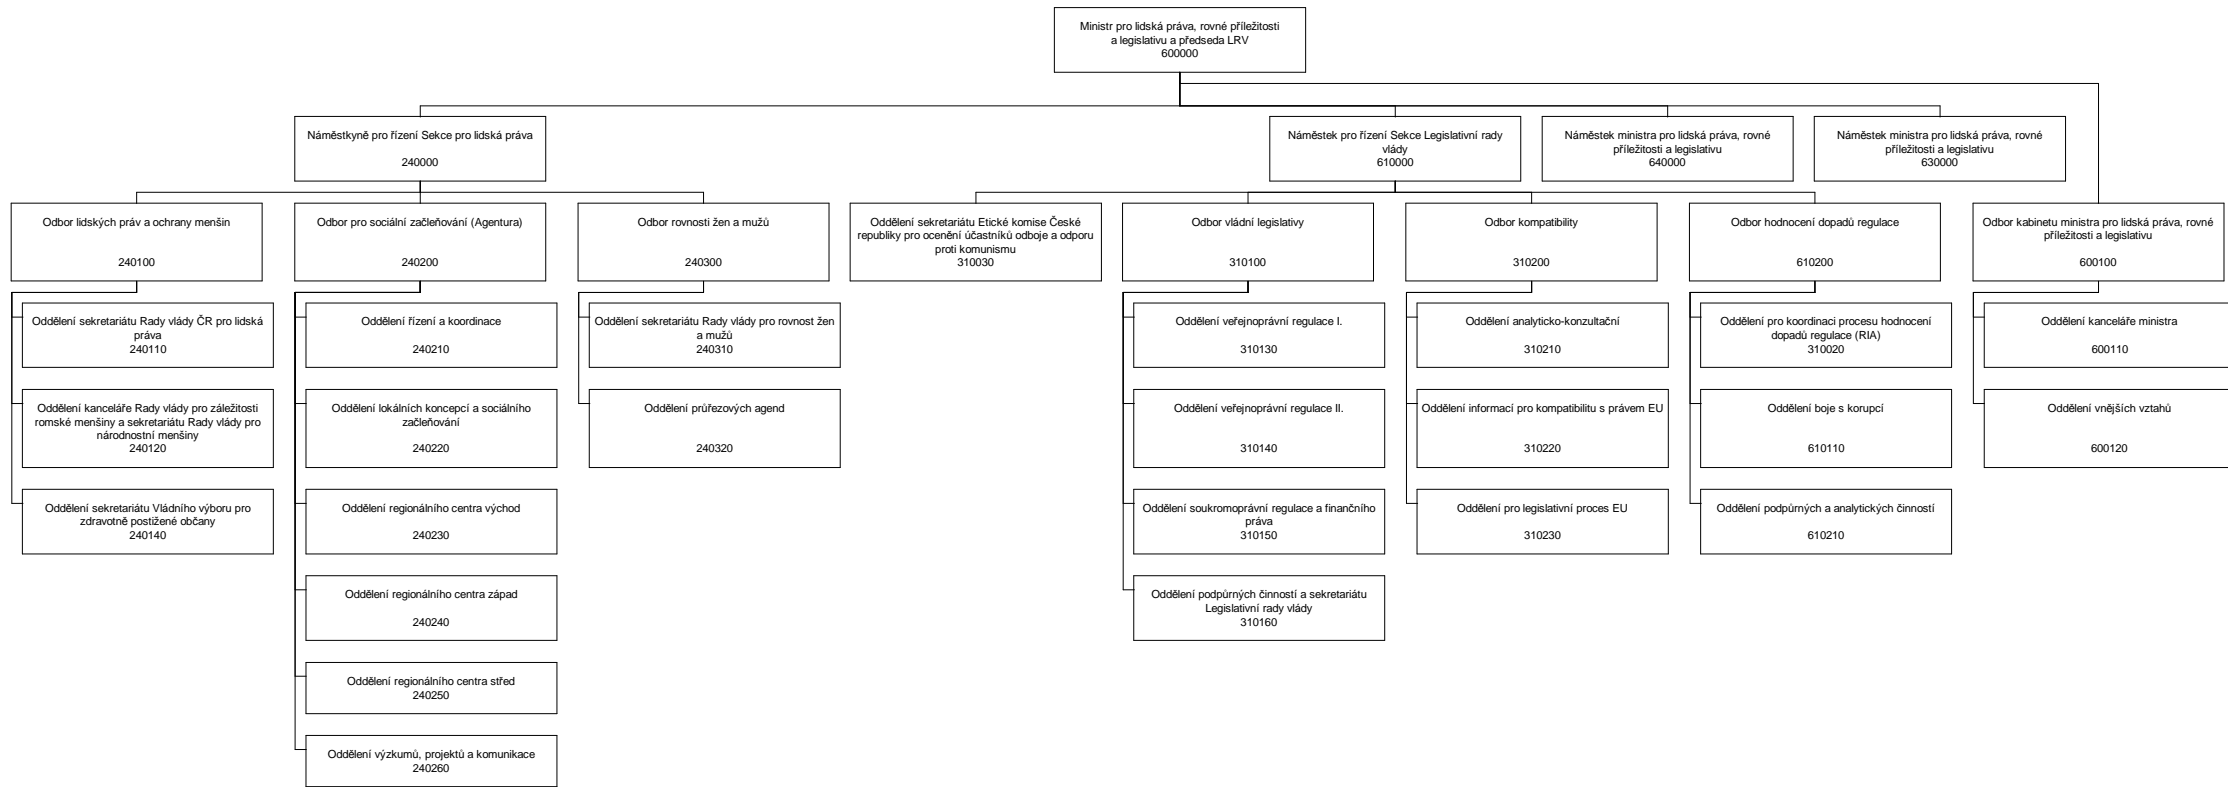 Ministr pro lidská práva, rovné příležitosti
a legislativu a předseda LRV
600000
Náměstkyně pro řízení Sekce pro lidská práva
240000
Náměstek pro řízení Sekce Legislativní rady
vlády
610000
Náměstek ministra pro lidská práva, rovné
příležitosti a legislativu
640000
Náměstek ministra pro lidská práva, rovné
příležitosti a legislativu
630000
Odbor lidských práv a ochrany menšin
240100
Odbor pro sociální začleňování (Agentura)
240200
Odbor rovnosti žen a mužů
240300
Oddělení sekretariátu Etické komise České
republiky pro ocenění účastníků odboje a odporu
proti komunismu
310030
Odbor vládní legislativy
310100
Odbor kompatibility
310200
Odbor hodnocení dopadů regulace
610200
Odbor kabinetu ministra pro lidská práva, rovné
příležitosti a legislativu
600100
Oddělení sekretariátu Rady vlády ČR pro lidská
práva
240110
Oddělení řízení a koordinace
240210
Oddělení sekretariátu Rady vlády pro rovnost žen
a mužů
240310
Oddělení veřejnoprávní regulace I.
310130
Oddělení analyticko-konzultační
310210
Oddělení pro koordinaci procesu hodnocení
dopadů regulace (RIA)
310020
Oddělení kanceláře ministra
600110
Oddělení kanceláře Rady vlády pro záležitosti
romské menšiny a sekretariátu Rady vlády pro
národnostní menšiny
240120
Oddělení lokálních koncepcí a sociálního
začleňování
240220
Oddělení průřezových agend
240320
Oddělení veřejnoprávní regulace II.
310140
Oddělení informací pro kompatibilitu s právem EU
310220
Oddělení boje s korupcí
610110
Oddělení vnějších vztahů
600120
Oddělení sekretariátu Vládního výboru pro
zdravotně postižené občany
240140
Oddělení regionálního centra východ
240230
Oddělení soukromoprávní regulace a finančního
práva
310150
Oddělení pro legislativní proces EU
310230
Oddělení podpůrných a analytických činností
610210
Oddělení regionálního centra západ
240240
Oddělení podpůrných činností a sekretariátu
Legislativní rady vlády
310160
Oddělení regionálního centra střed
240250
Oddělení výzkumů, projektů a komunikace
240260